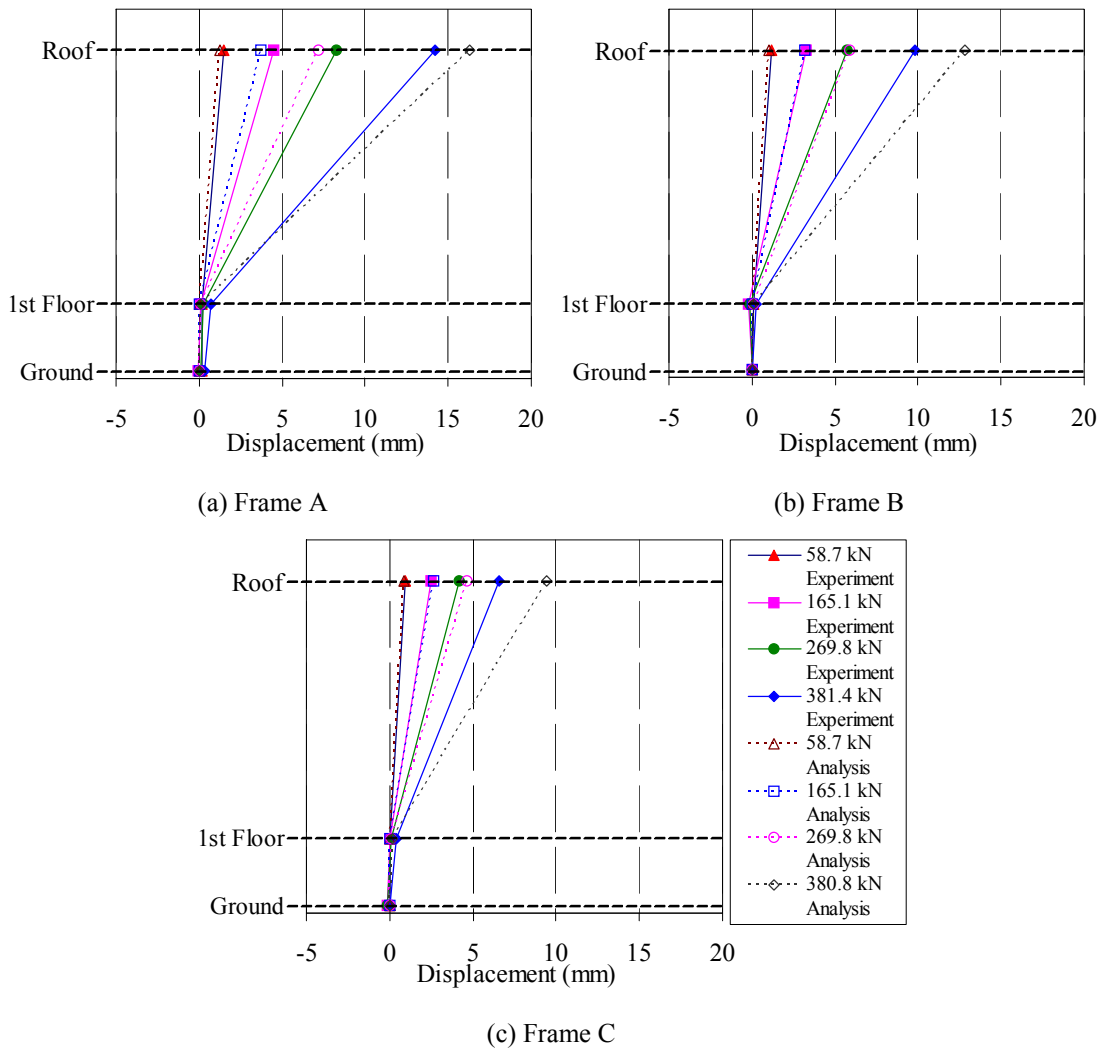 Roof
1st Floor
Ground
-5 0 5 10 15 20
Displacement (mm)
(a) Frame A
Roof
1st Floor
Ground
-5 0 5 10 15 20
Displacement (mm)
(b) Frame B
Roof
1st Floor
Ground
-5 0 5 10 15 20
Displacement (mm)
(c) Frame C
58.7 kN
Experiment
165.1 kN
Experiment
269.8 kN
Experiment
381.4 kN
Experiment
58.7 kN
Analysis
165.1 kN
Analysis
269.8 kN
Analysis
380.8 kN
Analysis